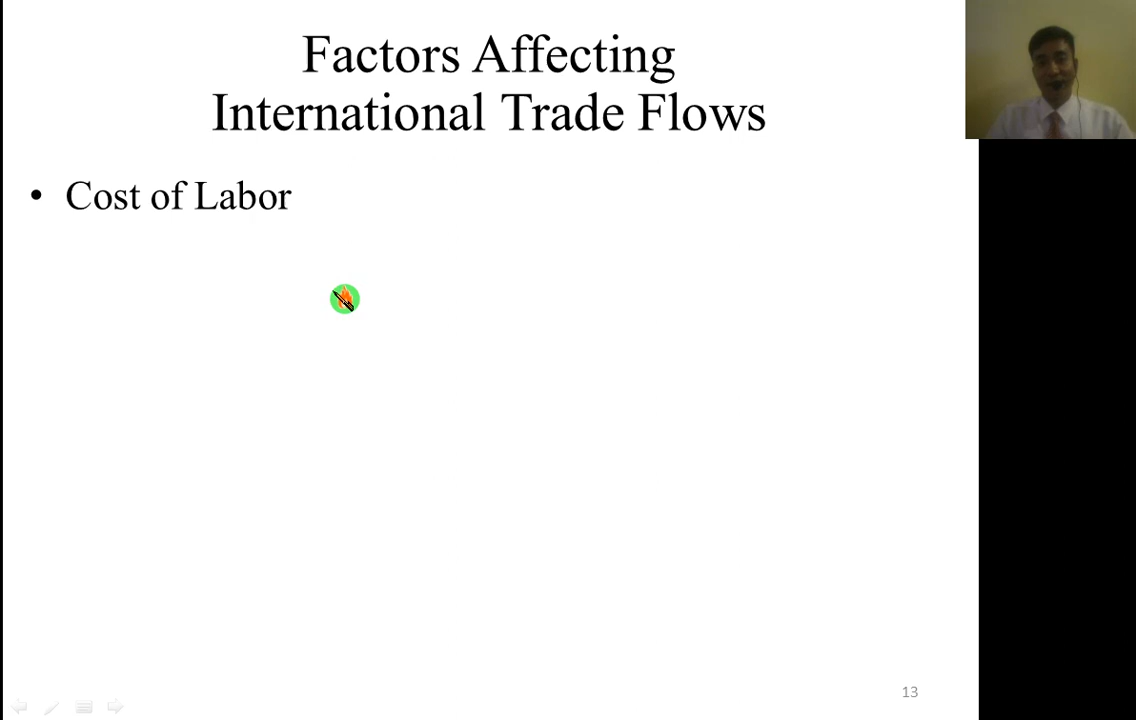 Factors Affecting
International Trade Flows
• Cost of Labor
13